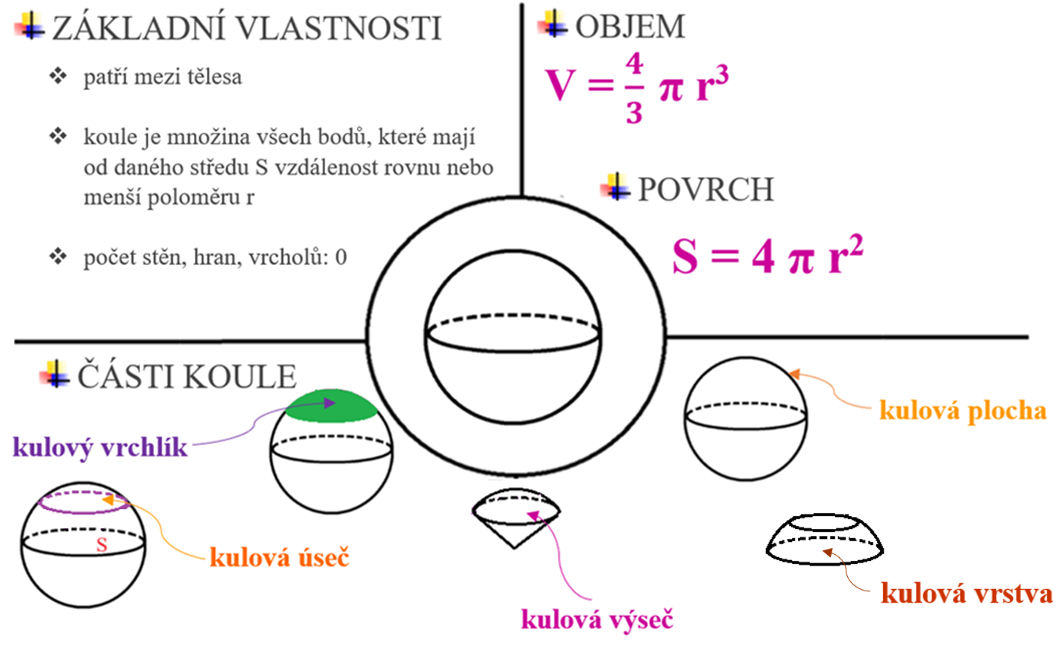 ZÁKLADNÍ VLASTNOSTI
❖ patří mezi tělesa
❖ koule je množina všech bodů, které mají
od daného středu S vzdálenost rovnu nebo
menší poloměru r
❖ počet stěn, hran, vrcholů: 0
OBJEM
V = 4/3 π r³
POVRCH
S = 4 π r²
ČÁSTI KOULE
kulový vrchlík
S
kulová úseč
kulová výseč
kulová plocha
kulová vrstva